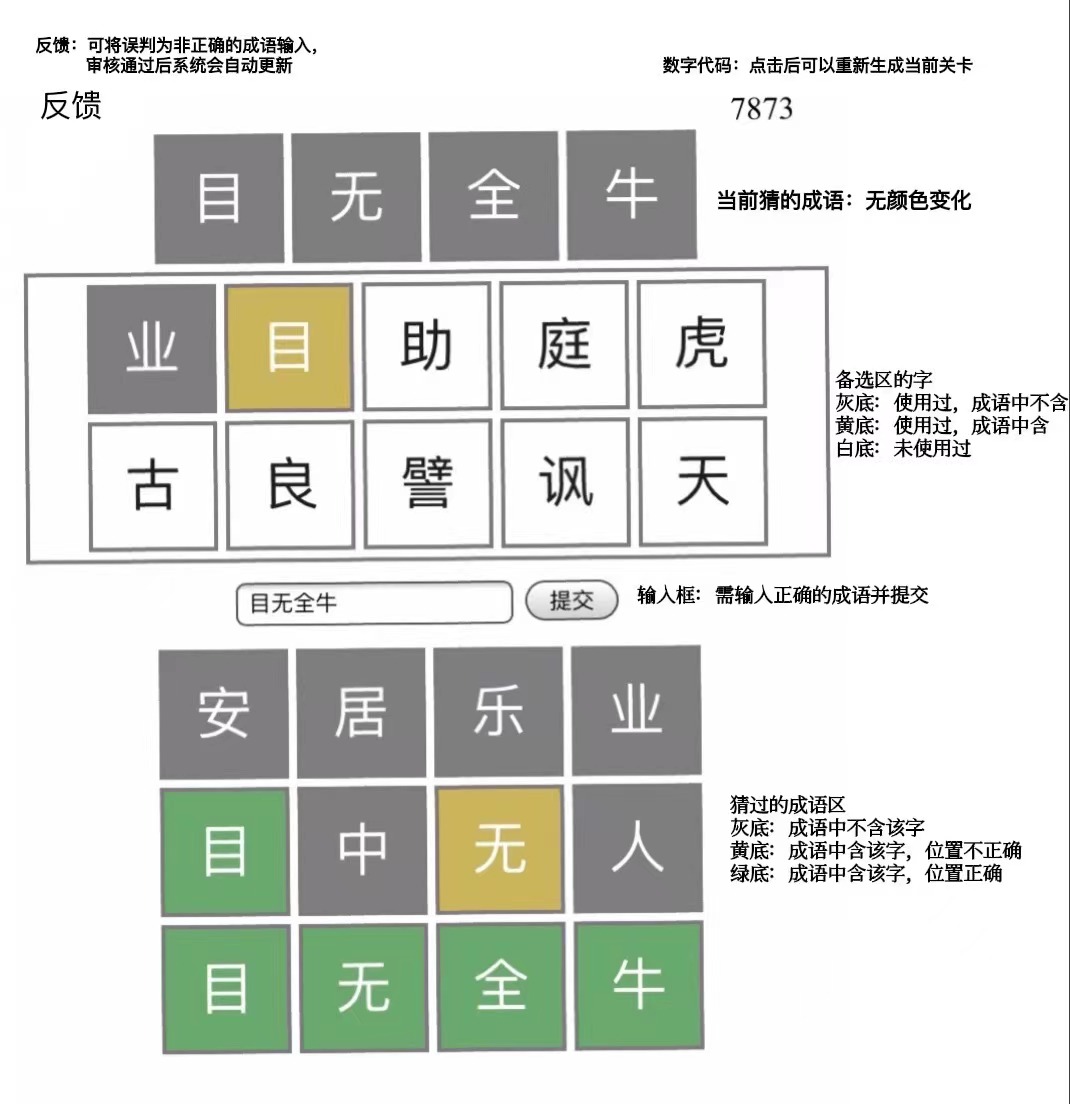 反馈：可将误判为非正确的成语输入，
审核通过后系统会自动更新
数字代码：点击后可以重新生成当前关卡
反馈
7873
目 无 全 牛
当前猜的成语：无颜色变化
业 目 助 庭 虎
备选区的字
灰底：使用过，成语中不含
黄底：使用过，成语中含
白底：未使用过
古 良 譬 讽 天
目无全牛
提交
输入框：需输入正确的成语并提交
安 居 乐 业
目 中 无 人
猜过的成语区
灰底：成语中不含该字
黄底：成语中含该字，位置不正确
绿底：成语中含该字，位置正确
目 无 全 牛